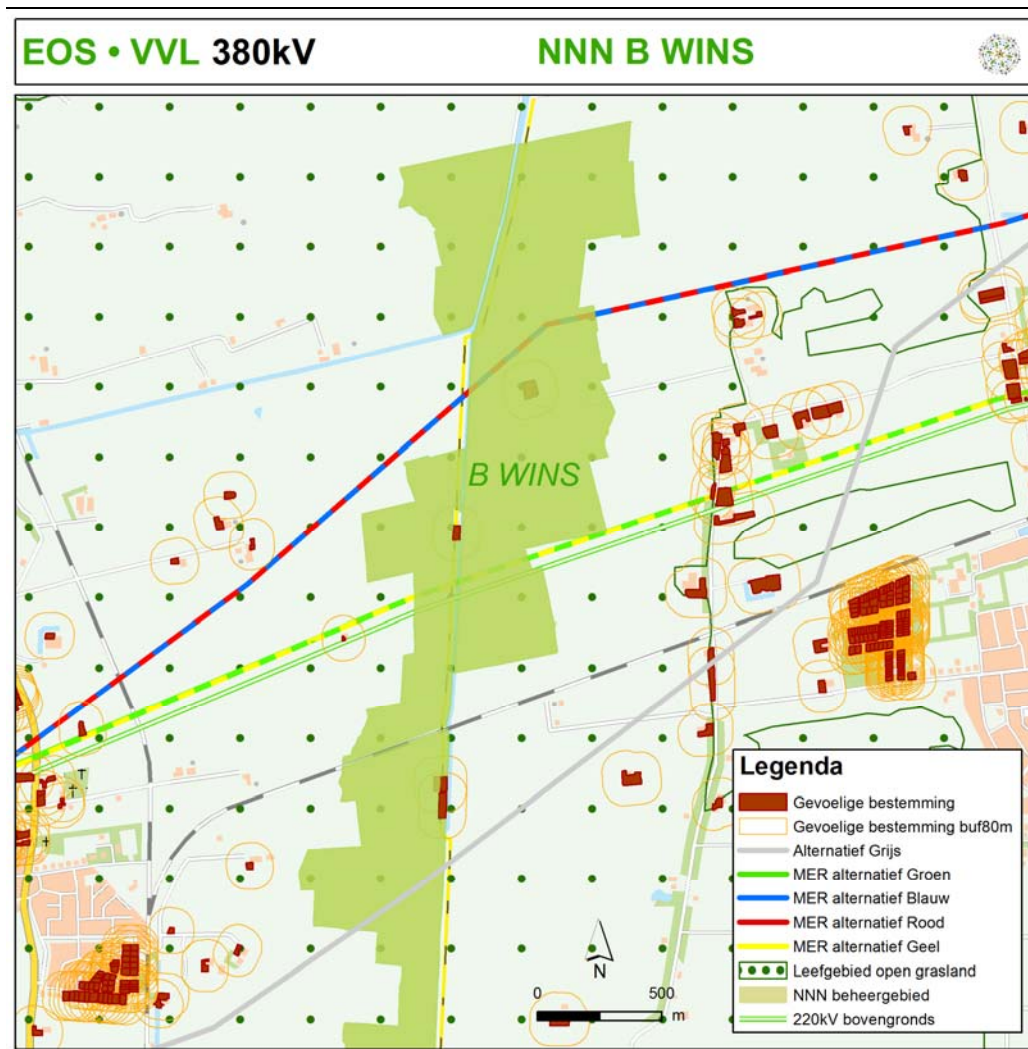 EOS • VVL 380kV NNN B WINS
B WINS
N
0 500
m
Legenda
Gevoelige bestemming
Gevoelige bestemming buf80m
Alternatief Grijs
MER alternatief Groen
MER alternatief Blauw
MER alternatief Rood
MER alternatief Geel
Leefgebied open grasland
NNN beheergebied
220kV bovengronds